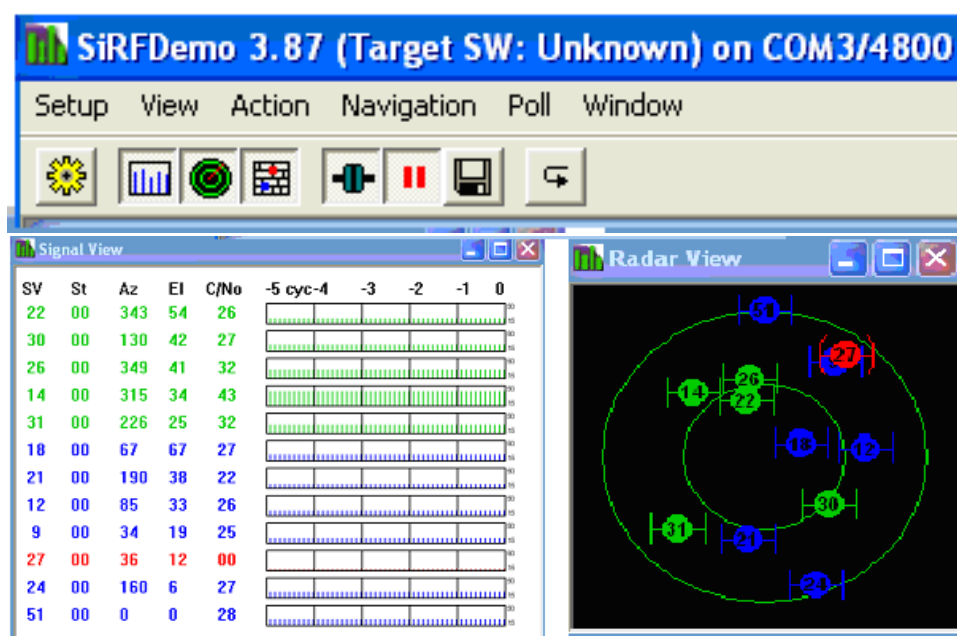 SiRFDemo 3.87 (Target SW: Unknown) on COM3/4800
Setup View Action Navigation Poll Window
Signal View
SV St Az El C/No -5 cyc-4 -3 -2 -1 0
22 00 343 54 26
30 00 130 42 27
26 00 349 41 32
14 00 315 34 43
31 00 226 25 32
18 00 67 67 27
21 00 190 38 22
12 00 85 33 26
9 00 34 19 25
27 00 36 12 00
24 00 160 6 27
51 00 0 0 28
Radar View
51
27
26
14
22
18
12
30
31
21
24